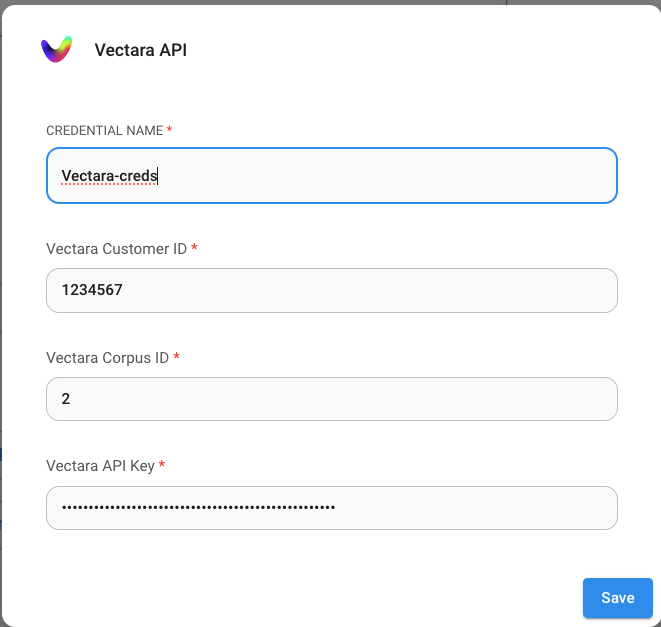 Vectara API
CREDENTIAL NAME *
Vectara-creds
Vectara Customer ID *
1234567
Vectara Corpus ID *
2
Vectara API Key *
••••••••••••••••••••••••••••••••••••••••••••••••••
Save